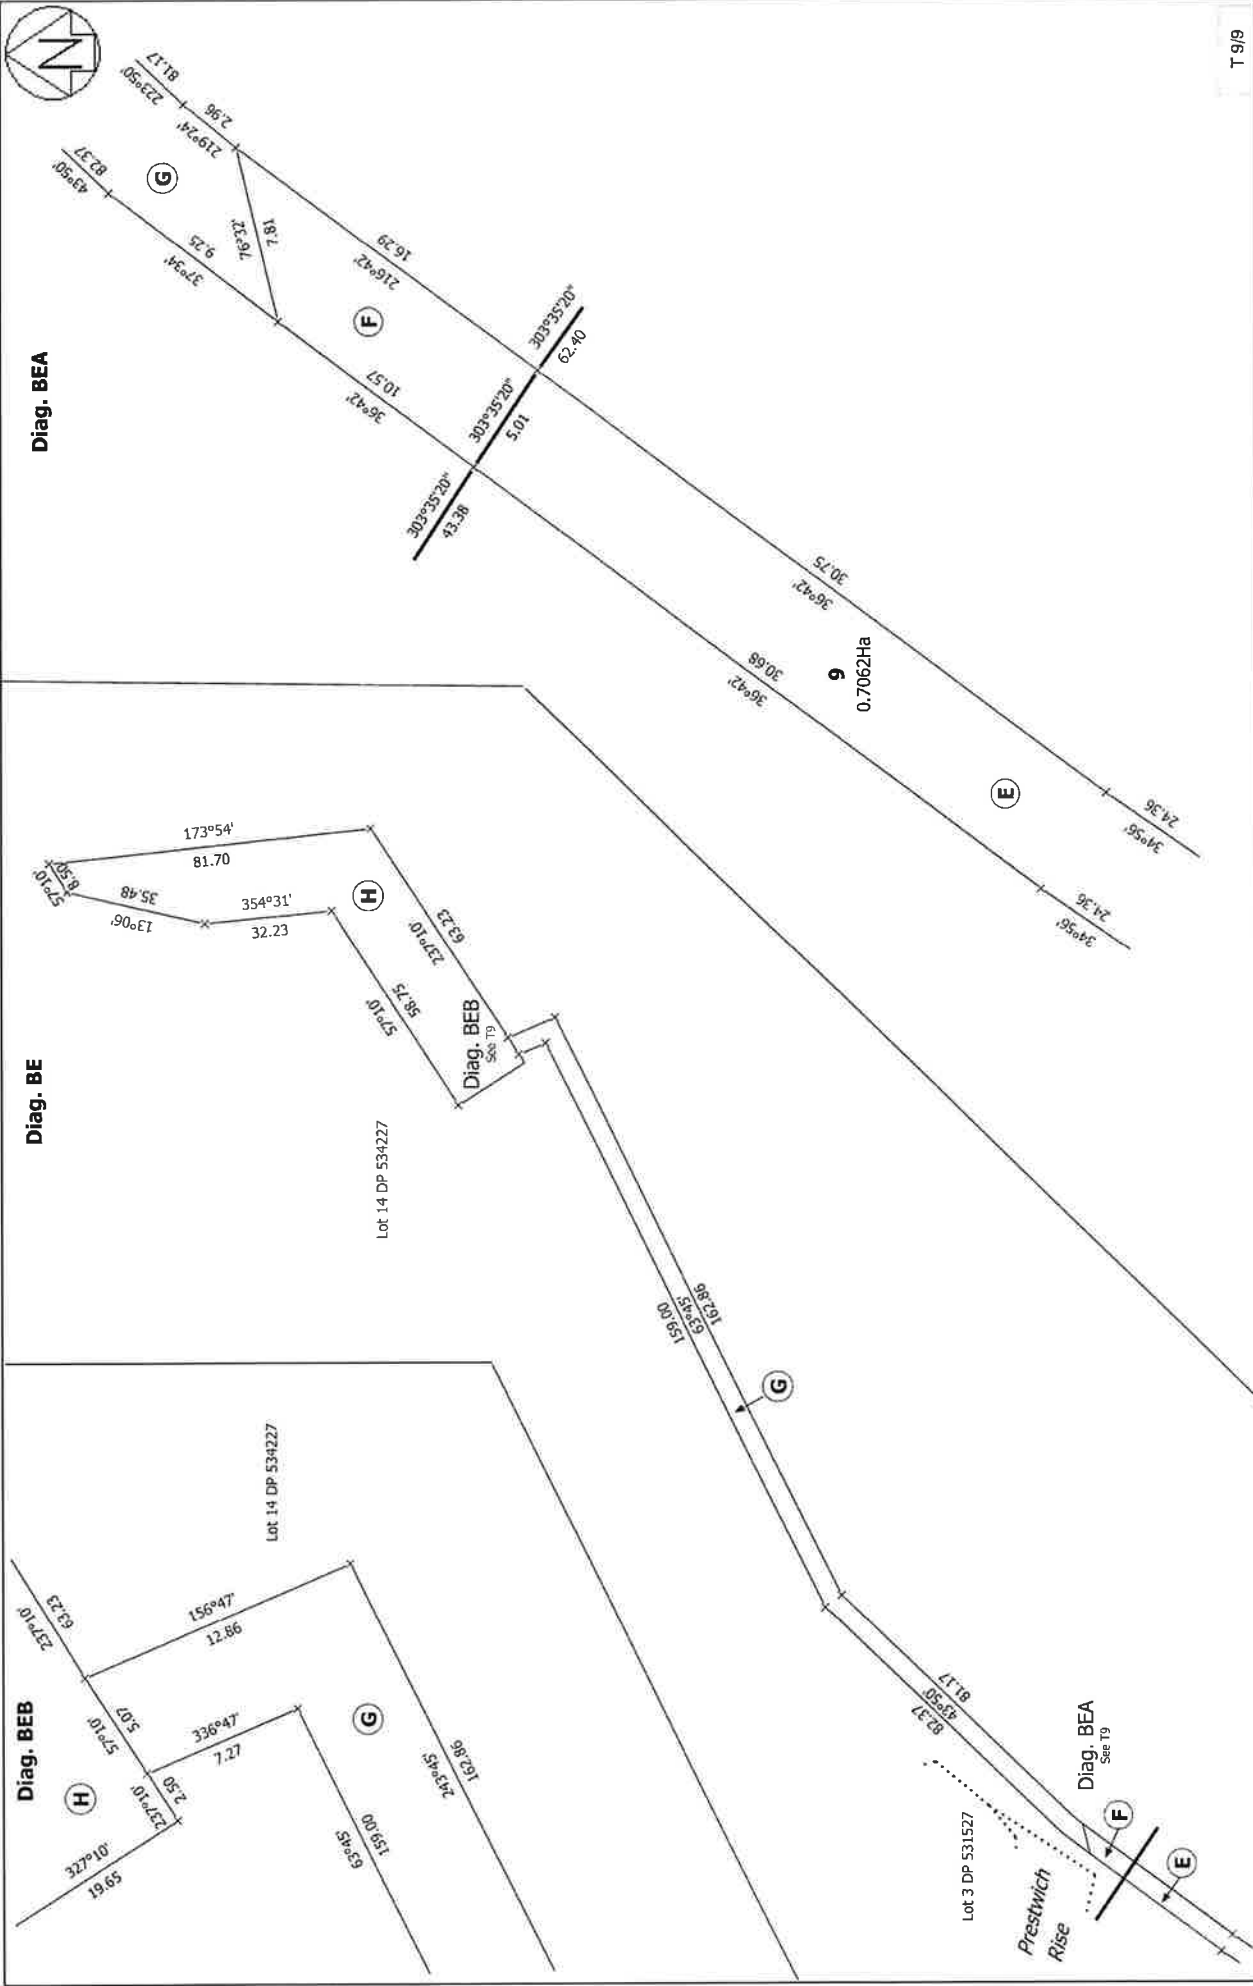 Diag. BEB
H
237°10'
63.23
57°10'
5.07
156°47'
12.86
327°10'
19.65
237°10'
2.50
336°47'
7.27
G
63°45'
159.00
243°45'
162.86
Lot 14 DP 534227
Diag. BE
57°10'
8.50
173°54'
81.70
13°06'
35.48
354°31'
32.23
H
237°10'
63.23
57°10'
58.75
Diag. BEB
See T9
Lot 14 DP 534227
159.00
63°45'
162.86
G
82.37
43°50'
81.17
Diag. BEA
See T9
F
E
Lot 3 DP 531527
Prestwich
Rise
Diag. BEA
N
223°50'
81.17
43°50'
82.37
G
219°24'
2.96
37°34'
9.25
76°32'
7.81
F
216°42'
16.29
36°42'
10.57
303°35'20"
43.38
303°35'20"
5.01
303°35'20"
62.40
36°42'
30.68
36°42'
30.75
9
0.7062Ha
E
34°56'
24.36
34°56'
24.36
T 9/9